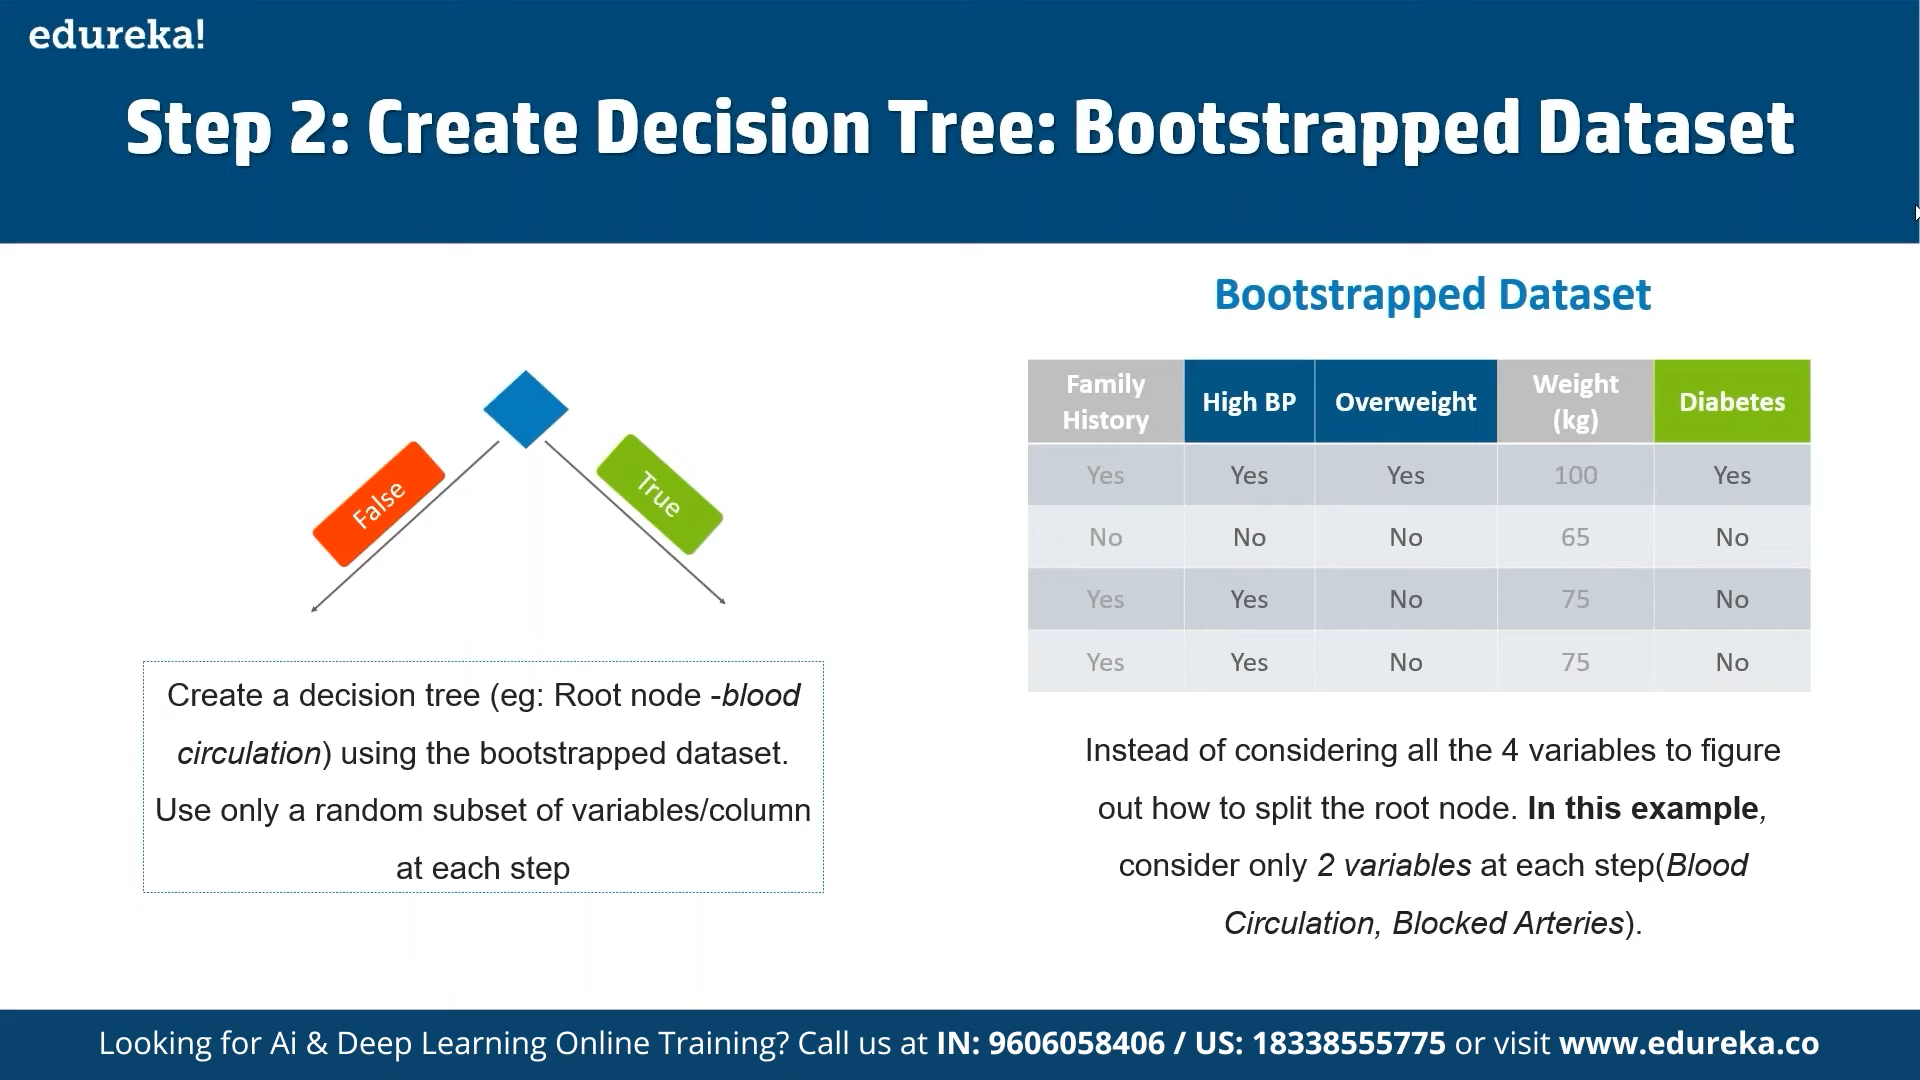 edureka!
Step 2: Create Decision Tree: Bootstrapped Dataset
False
True
Create a decision tree (eg: Root node -blood
circulation) using the bootstrapped dataset.
Use only a random subset of variables/column
at each step
Bootstrapped Dataset
Family History High BP Overweight Weight (kg) Diabetes
Yes Yes Yes 100 Yes
No No No 65 No
Yes Yes No 75 No
Yes Yes No 75 No
Instead of considering all the 4 variables to figure
out how to split the root node. In this example,
consider only 2 variables at each step(Blood
Circulation, Blocked Arteries).
Looking for Ai & Deep Learning Online Training? Call us at IN: 9606058406 / US: 18338555775 or visit www.edureka.co